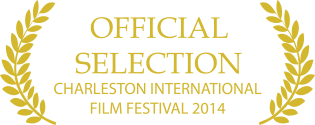 OFFICIAL
SELECTION
CHARLESTON INTERNATIONAL
FILM FESTIVAL 2014